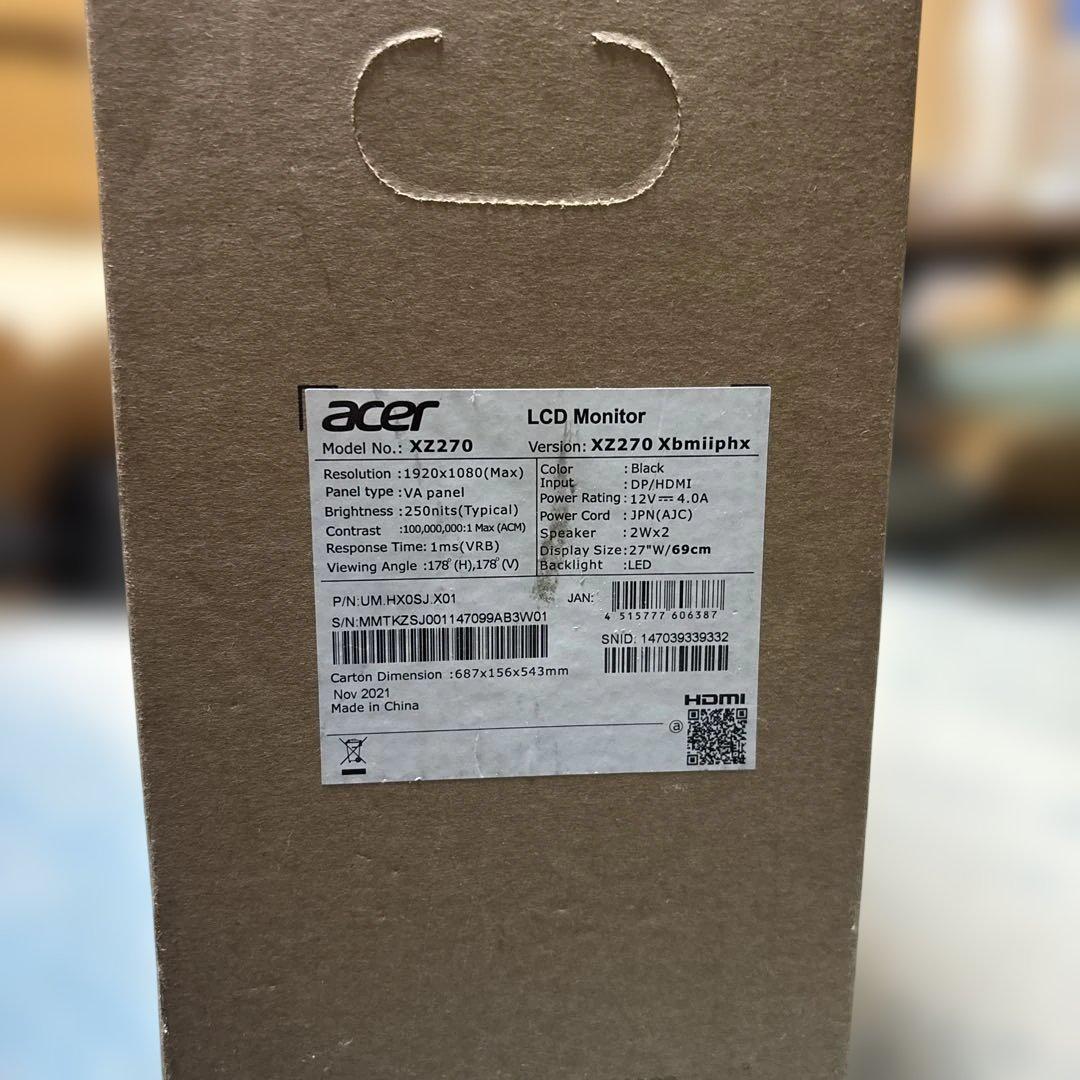 acer LCD Monitor
Model No.: XZ270 Version: XZ270 Xbmiiphx
Resolution :1920x1080(Max)
Panel type :VA panel
Brightness :250nits(Typical)
Contrast :100,000,000:1 Max (ACM)
Response Time: 1ms(VRB)
Viewing Angle :178°(H),178°(V)
Color : Black
Input : DP/HDMI
Power Rating: 12V⎓ 4.0A
Power Cord : JPN(AJC)
Speaker : 2Wx2
Display Size:27"W/69cm
Backlight :LED
P/N:UM.HX0SJ.X01
S/N:MMTKZSJ001147099AB3W01
JAN:
4 515777 606387
SNID: 147039339332
Carton Dimension :687x156x543mm
Nov 2021
Made in China
HDMI
ⓐ